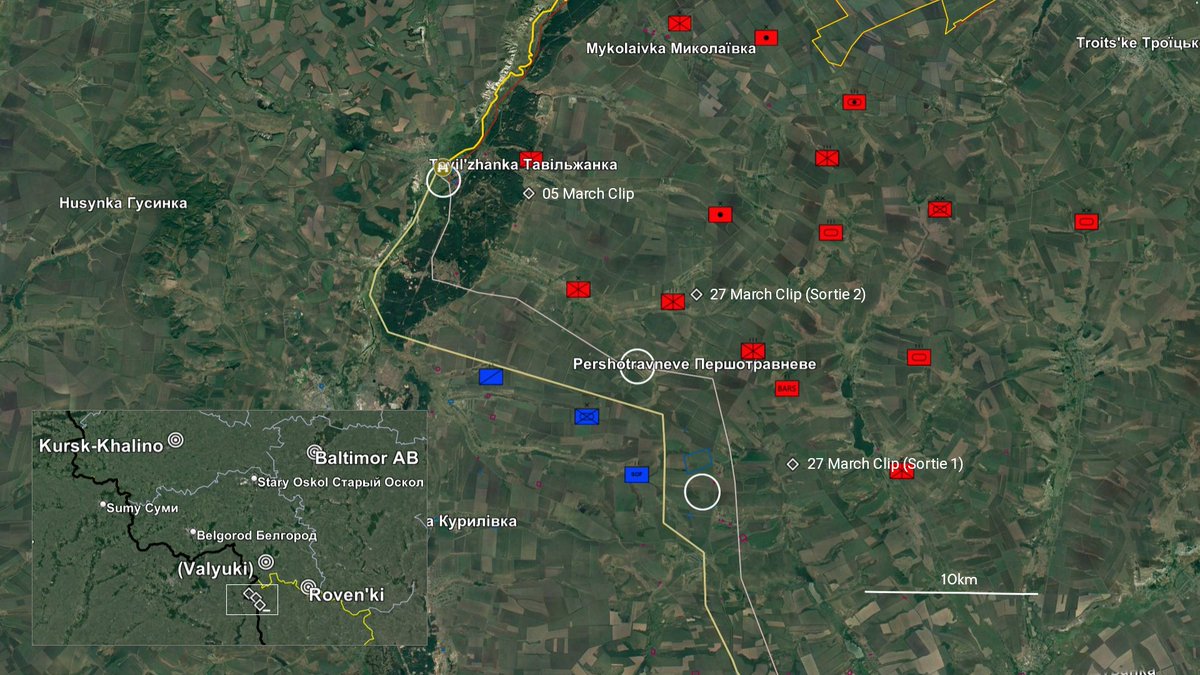 Mykolaivka Миколаївка
Troits'ke Троїцьк
Tavil'zhanka Тавільжанка
05 March Clip
Husynka Гусинка
27 March Clip (Sortie 2)
Pershotravneve Першотравневе
BARS
27 March Clip (Sortie 1)
SOF
а Курилівка
10km
Kursk-Khalino
Baltimor AB
Stary Oskol Старый Оскол
Sumy Суми
Belgorod Белгород
(Valyuki)
Roven'ki